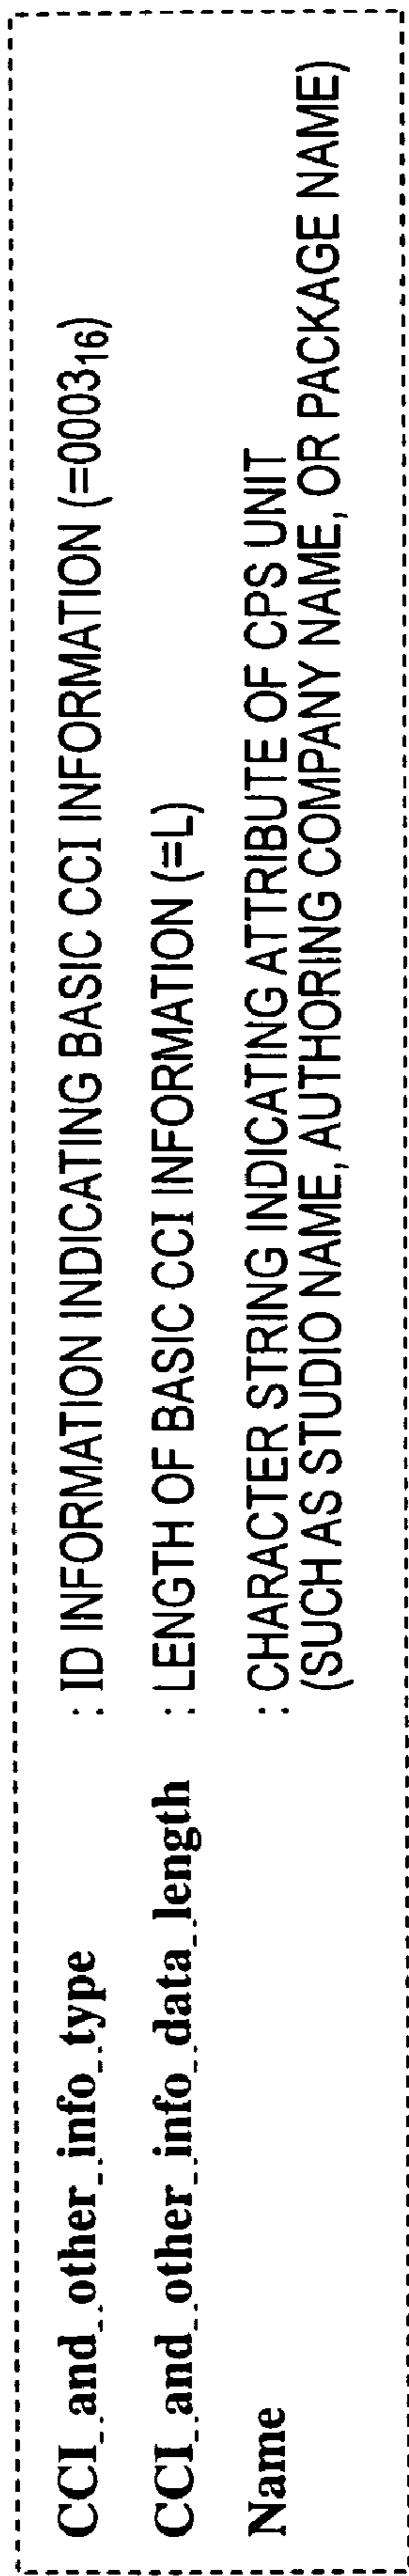 CCI_and_other_info_type : ID INFORMATION INDICATING BASIC CCI INFORMATION (=0003₁₆)
CCI_and_other_info_data_length : LENGTH OF BASIC CCI INFORMATION (=L)
Name : CHARACTER STRING INDICATING ATTRIBUTE OF CPS UNIT
(SUCH AS STUDIO NAME, AUTHORING COMPANY NAME, OR PACKAGE NAME)